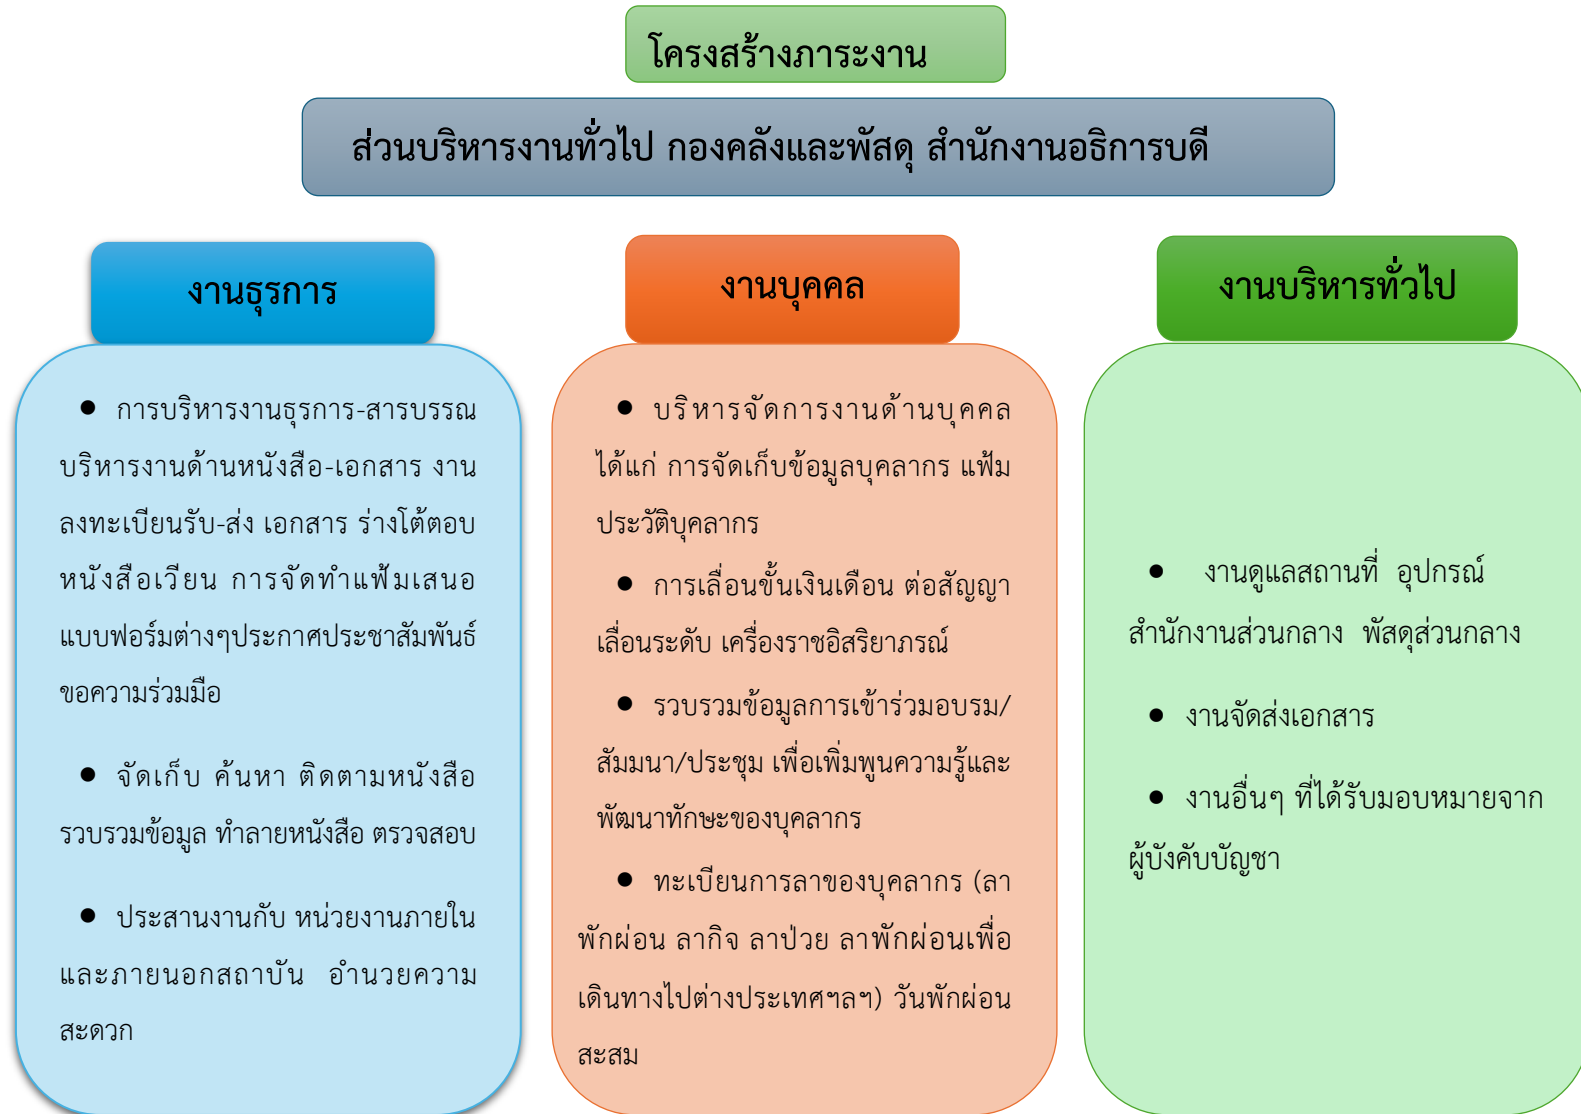 โครงสร้างภาระงาน
ส่วนบริหารงานทั่วไป กองคลังและพัสดุ สำนักงานอธิการบดี
งานธุรการ
● การบริหารงานธุรการ-สารบรรณ
บริหารงานด้านหนังสือ-เอกสาร งาน
ลงทะเบียนรับ-ส่ง เอกสาร ร่างโต้ตอบ
หนังสือเวียน การจัดทำแฟ้มเสนอ
แบบฟอร์มต่างๆประกาศประชาสัมพันธ์
ขอความร่วมมือ
● จัดเก็บ ค้นหา ติดตามหนังสือ
รวบรวมข้อมูล ทำลายหนังสือ ตรวจสอบ
● ประสานงานกับ หน่วยงานภายใน
และภายนอกสถาบัน อำนวยความ
สะดวก
งานบุคคล
● บริหารจัดการงานด้านบุคคล
ได้แก่ การจัดเก็บข้อมูลบุคลากร แฟ้ม
ประวัติบุคลากร
● การเลื่อนขั้นเงินเดือน ต่อสัญญา
เลื่อนระดับ เครื่องราชอิสริยาภรณ์
● รวบรวมข้อมูลการเข้าร่วมอบรม/
สัมมนา/ประชุม เพื่อเพิ่มพูนความรู้และ
พัฒนาทักษะของบุคลากร
● ทะเบียนการลาของบุคลากร (ลา
พักผ่อน ลากิจ ลาป่วย ลาพักผ่อนเพื่อ
เดินทางไปต่างประเทศฯลฯ) วันพักผ่อน
สะสม
งานบริหารทั่วไป
● งานดูแลสถานที่ อุปกรณ์
สำนักงานส่วนกลาง พัสดุส่วนกลาง
● งานจัดส่งเอกสาร
● งานอื่นๆ ที่ได้รับมอบหมายจาก
ผู้บังคับบัญชา